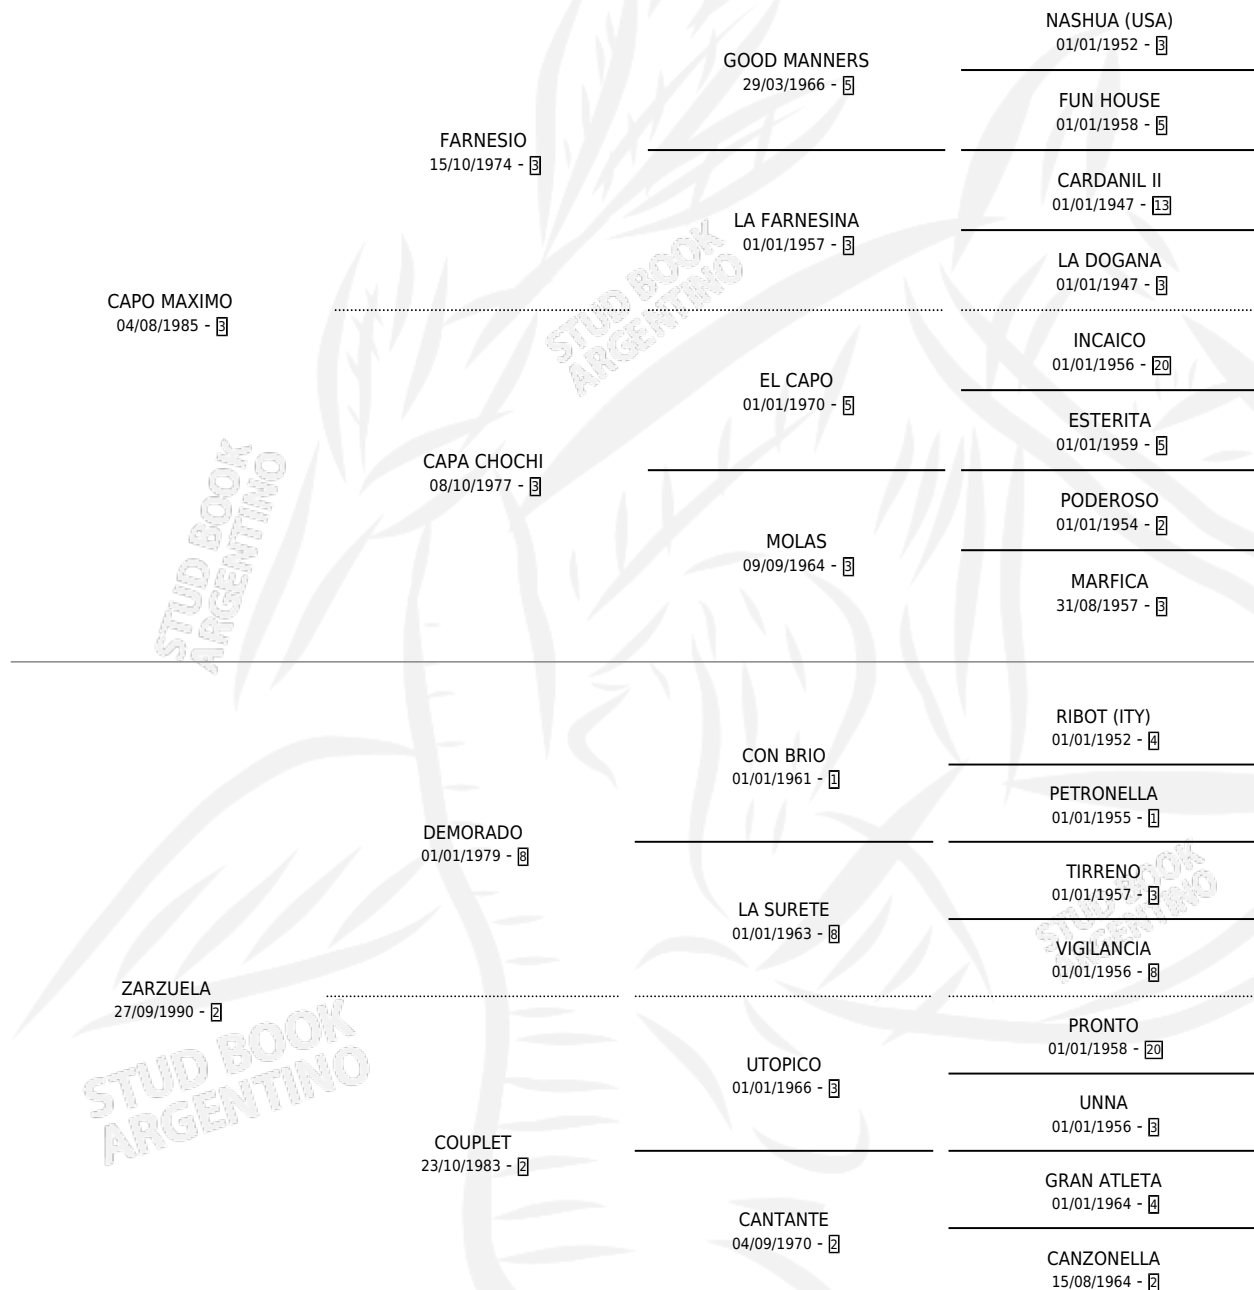 NASHUA (USA)
01/01/1952 - 3
GOOD MANNERS
29/03/1966 - 5
FUN HOUSE
01/01/1958 - 5
FARNESIO
15/10/1974 - 3
CARDANIL II
01/01/1947 - 13
LA FARNESINA
01/01/1957 - 3
LA DOGANA
01/01/1947 - 3
CAPO MAXIMO
04/08/1985 - 3
INCAICO
01/01/1956 - 20
EL CAPO
01/01/1970 - 5
ESTERITA
01/01/1959 - 5
CAPA CHOCHI
08/10/1977 - 3
PODEROSO
01/01/1954 - 2
MOLAS
09/09/1964 - 3
MARFICA
31/08/1957 - 3
RIBOT (ITY)
01/01/1952 - 4
CON BRIO
01/01/1961 - 1
PETRONELLA
01/01/1955 - 1
DEMORADO
01/01/1979 - 8
TIRRENO
01/01/1957 - 3
LA SURETE
01/01/1963 - 8
VIGILANCIA
01/01/1956 - 8
ZARZUELA
27/09/1990 - 2
PRONTO
01/01/1958 - 20
UTOPICO
01/01/1966 - 3
UNNA
01/01/1956 - 3
COUPLET
23/10/1983 - 2
GRAN ATLETA
01/01/1964 - 4
CANTANTE
04/09/1970 - 2
CANZONELLA
15/08/1964 - 2
STUD BOOK
ARGENTINO
STUD BOOK
ARGENTINO
STUD BOOK
ARGENTINO
STUD BOOK
ARGENTINO